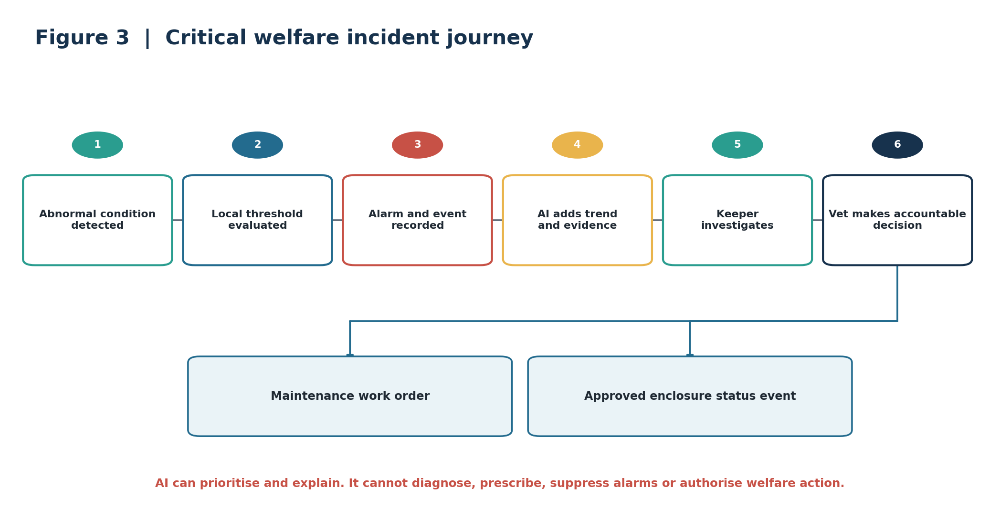 Figure 3 | Critical welfare incident journey
1
2
3
4
5
6
Abnormal condition
detected
Local threshold
evaluated
Alarm and event
recorded
AI adds trend
and evidence
Keeper
investigates
Vet makes accountable
decision
Maintenance work order
Approved enclosure status event
AI can prioritise and explain. It cannot diagnose, prescribe, suppress alarms or authorise welfare action.